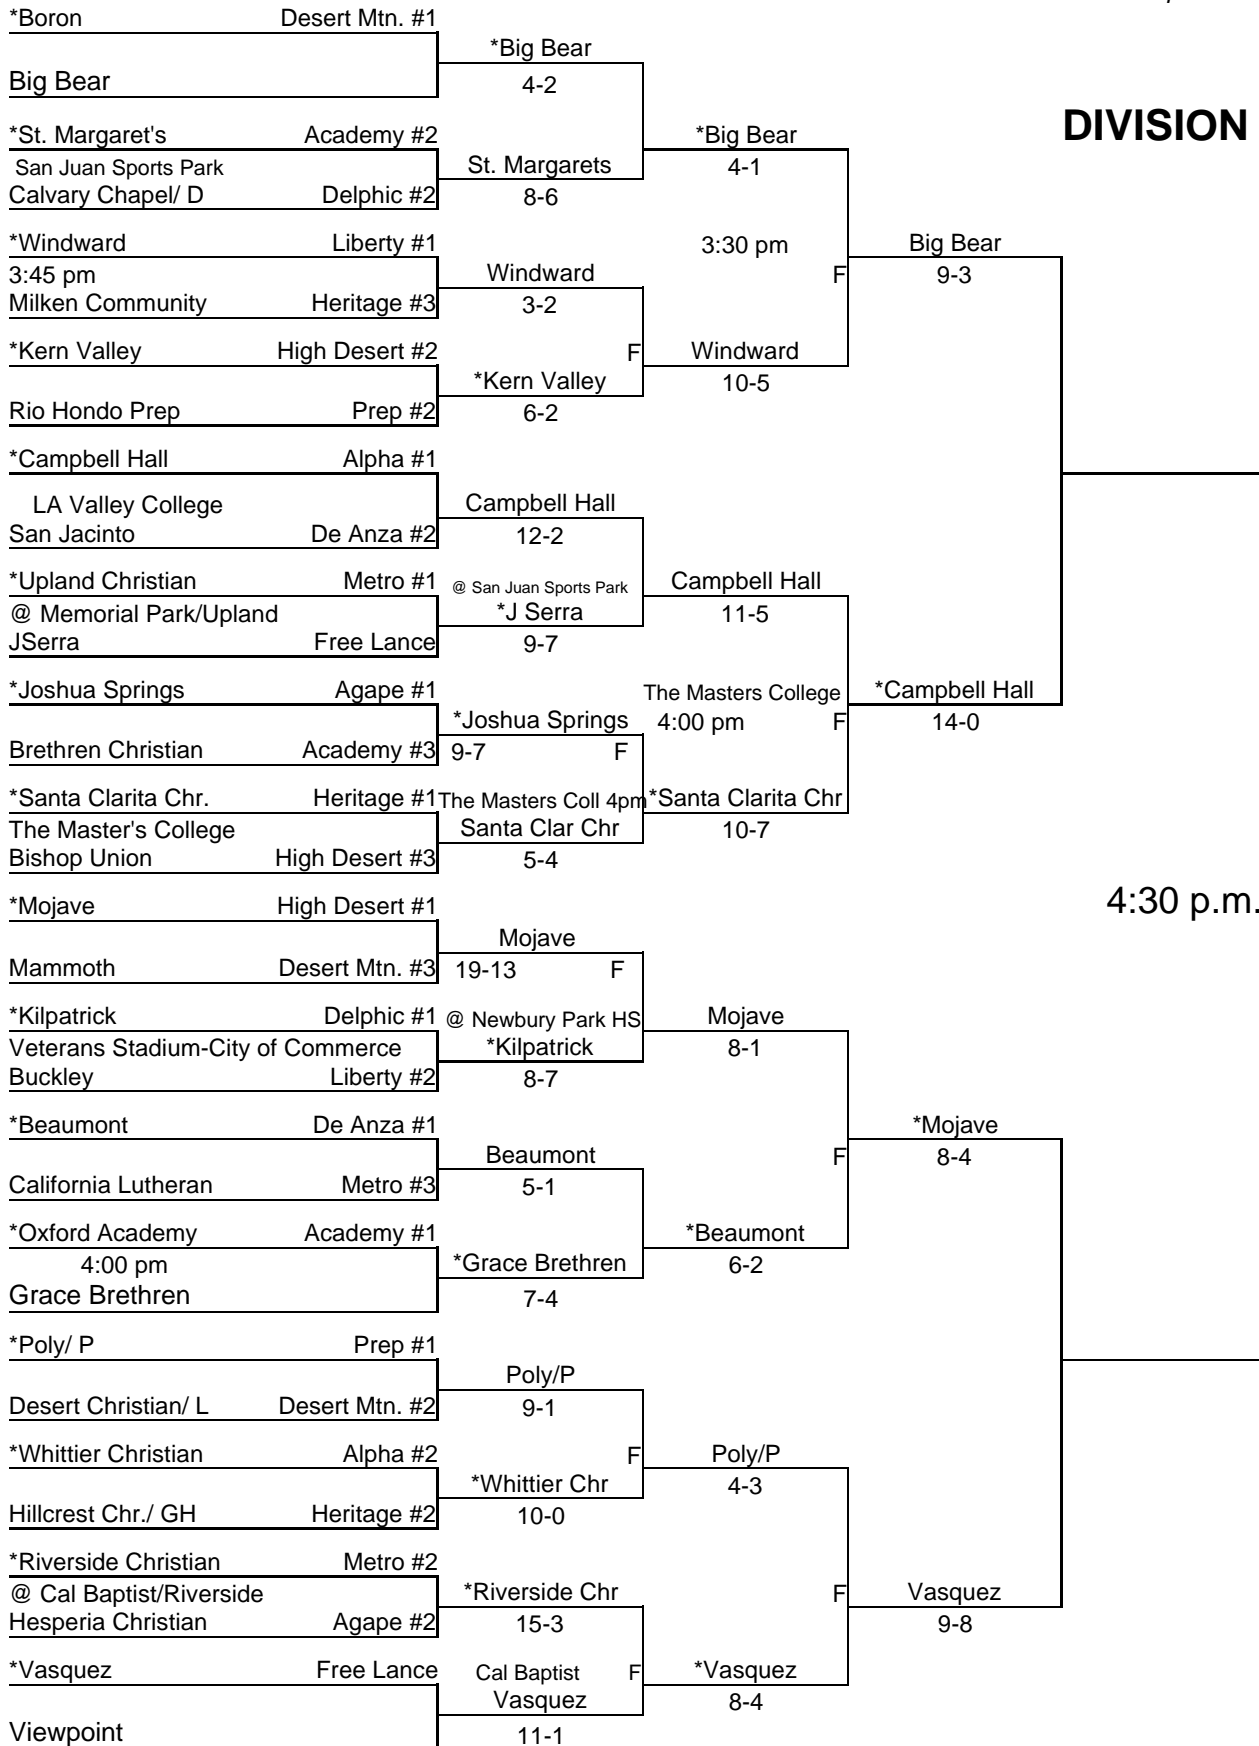 *Boron Desert Mtn. #1
*Big Bear
Big Bear
4-2
DIVISION
*St. Margaret's Academy #2
*Big Bear
San Juan Sports Park
St. Margarets
4-1
Calvary Chapel/ D Delphic #2
8-6
*Windward Liberty #1
3:30 pm
Big Bear
3:45 pm
Windward
F
9-3
Milken Community Heritage #3
3-2
*Kern Valley High Desert #2
F
Windward
*Kern Valley
10-5
Rio Hondo Prep Prep #2
6-2
*Campbell Hall Alpha #1
LA Valley College
Campbell Hall
San Jacinto De Anza #2
12-2
*Upland Christian Metro #1
@ San Juan Sports Park
Campbell Hall
@ Memorial Park/Upland
*J Serra
11-5
JSerra Free Lance
9-7
*Joshua Springs Agape #1
The Masters College
*Campbell Hall
*Joshua Springs
4:00 pm F
14-0
Brethren Christian Academy #3
9-7 F
*Santa Clarita Chr. Heritage #1
The Masters Coll 4pm
*Santa Clarita Chr
The Master's College
Santa Clar Chr
10-7
Bishop Union High Desert #3
5-4
*Mojave High Desert #1
4:30 p.m.
Mojave
Mammoth Desert Mtn. #3
19-13 F
*Kilpatrick Delphic #1
@ Newbury Park HS
Mojave
Veterans Stadium-City of Commerce
*Kilpatrick
8-1
Buckley Liberty #2
8-7
*Beaumont De Anza #1
*Mojave
Beaumont
F
8-4
California Lutheran Metro #3
5-1
*Oxford Academy Academy #1
*Beaumont
4:00 pm
*Grace Brethren
6-2
Grace Brethren
7-4
*Poly/ P Prep #1
Poly/P
Desert Christian/ L Desert Mtn. #2
9-1
*Whittier Christian Alpha #2
F
Poly/P
*Whittier Chr
4-3
Hillcrest Chr./ GH Heritage #2
10-0
*Riverside Christian Metro #2
@ Cal Baptist/Riverside
*Riverside Chr
F
Vasquez
Hesperia Christian Agape #2
15-3
9-8
*Vasquez Free Lance
Cal Baptist F
*Vasquez
Vasquez
8-4
Viewpoint
11-1